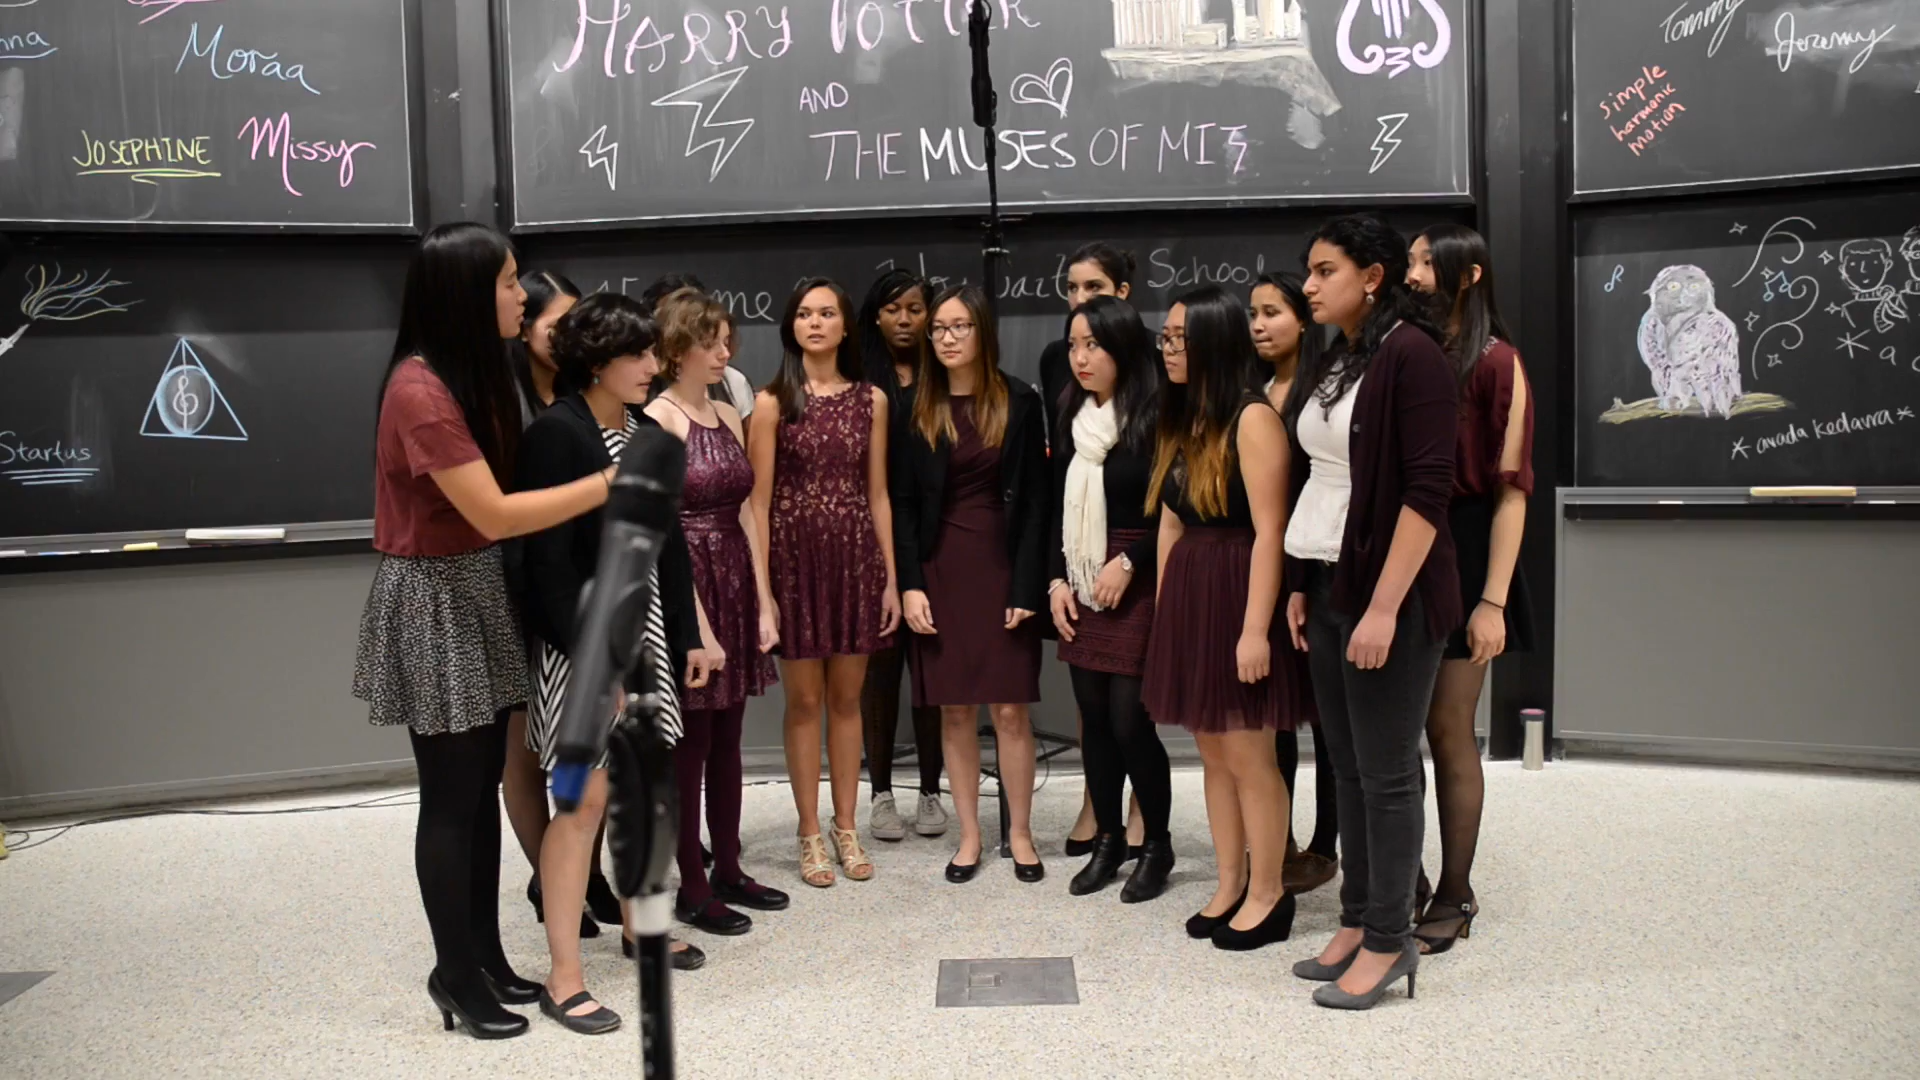 Moraa
JOSEPHINE
Missy
Startus
HARRY POTTER
AND
THE MUSES OF MIT
School
Tommy
Jeremy
simple
harmonic
motion
* avada kedavra *